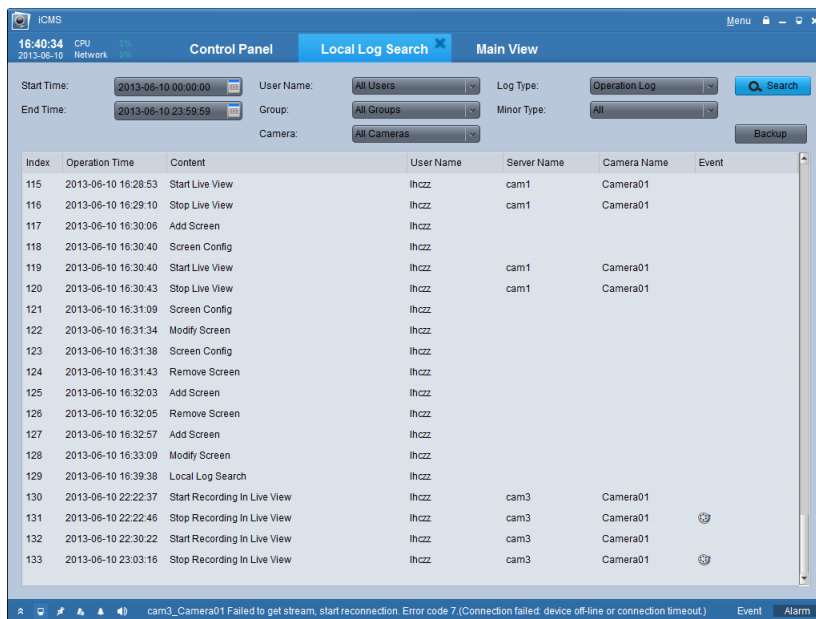 iCMS Menu
16:40:34 CPU 0%
2013-06-10 Network 0%
Control Panel Local Log Search Main View
Start Time: 2013-06-10 00:00:00 User Name: All Users Log Type: Operation Log Search
End Time: 2013-06-10 23:59:59 Group: All Groups Minor Type: All
Camera: All Cameras Backup
Index Operation Time Content User Name Server Name Camera Name Event
115 2013-06-10 16:28:53 Start Live View lhczz cam1 Camera01
116 2013-06-10 16:29:10 Stop Live View lhczz cam1 Camera01
117 2013-06-10 16:30:06 Add Screen lhczz
118 2013-06-10 16:30:40 Screen Config lhczz
119 2013-06-10 16:30:40 Start Live View lhczz cam1 Camera01
120 2013-06-10 16:30:43 Stop Live View lhczz cam1 Camera01
121 2013-06-10 16:31:09 Screen Config lhczz
122 2013-06-10 16:31:34 Modify Screen lhczz
123 2013-06-10 16:31:38 Screen Config lhczz
124 2013-06-10 16:31:43 Remove Screen lhczz
125 2013-06-10 16:32:03 Add Screen lhczz
126 2013-06-10 16:32:05 Remove Screen lhczz
127 2013-06-10 16:32:57 Add Screen lhczz
128 2013-06-10 16:33:09 Modify Screen lhczz
129 2013-06-10 16:39:38 Local Log Search lhczz
130 2013-06-10 22:22:37 Start Recording In Live View lhczz cam3 Camera01
131 2013-06-10 22:22:46 Stop Recording In Live View lhczz cam3 Camera01
132 2013-06-10 22:30:22 Start Recording In Live View lhczz cam3 Camera01
133 2013-06-10 23:03:16 Stop Recording In Live View lhczz cam3 Camera01
cam3_Camera01 Failed to get stream, start reconnection. Error code 7.(Connection failed: device off-line or connection timeout.) Event Alarm